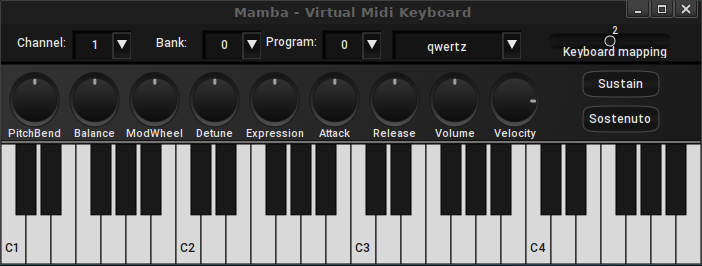 Mamba - Virtual Midi Keyboard
Channel: 1 Bank: 0 Program: 0 qwertz 2
Keyboard mapping
Sustain
Sostenuto
PitchBend Balance ModWheel Detune Expression Attack Release Volume Velocity
C1 C2 C3 C4